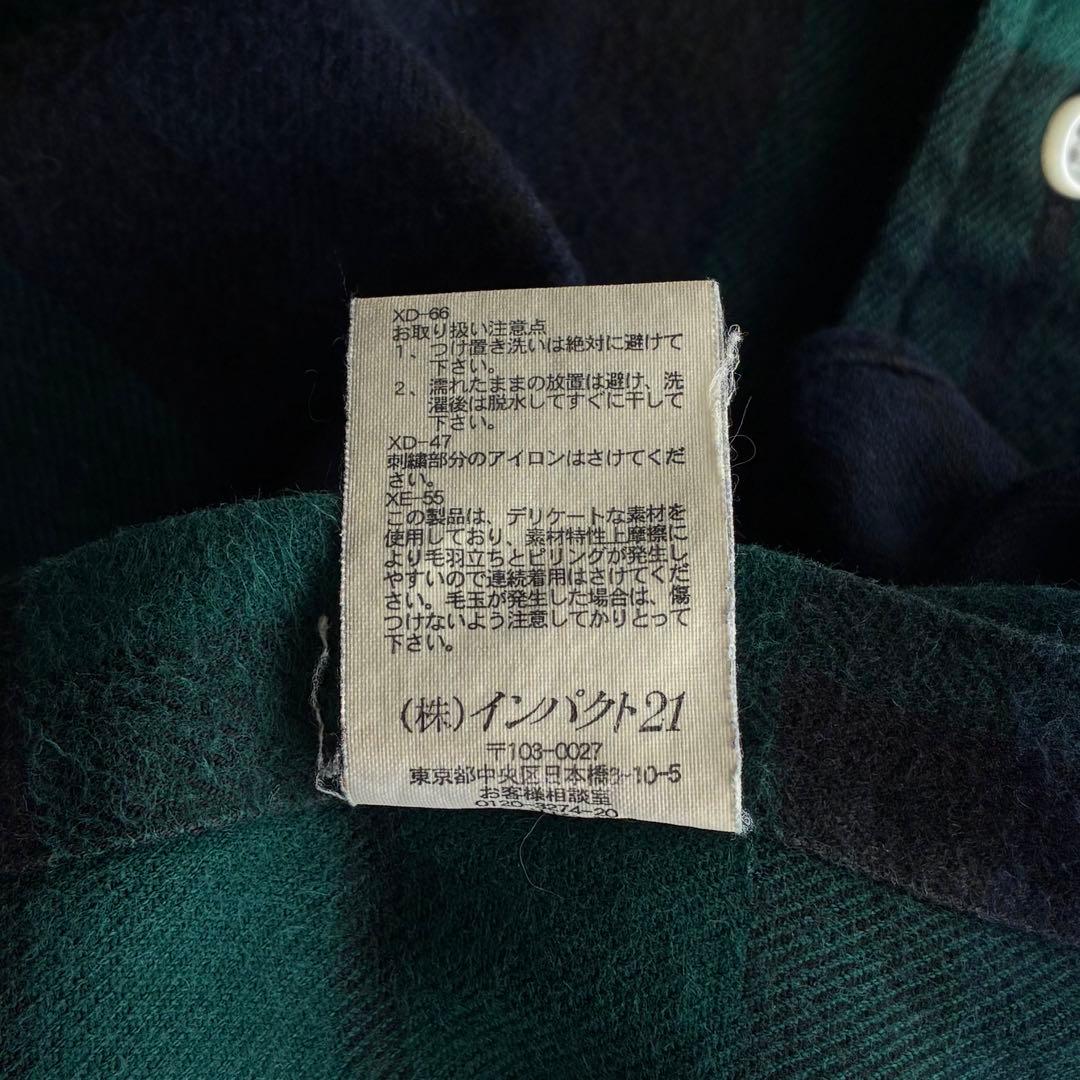 XD-66
お取り扱い注意点
1、つけ置き洗いは絶対に避けて
下さい。
2、濡れたままの放置は避け、洗
濯後は脱水してすぐに干して
下さい。
XD-47
刺繍部分のアイロンはさけてくだ
さい。
XE-55
この製品は、デリケートな素材を
使用しており、素材特性上摩擦に
より毛羽立ちとピリングが発生し
やすいので連続着用はさけてくだ
さい。毛玉が発生した場合は、傷
つけないよう注意してかりとって
下さい。
(株)インパクト21
〒103-0027
東京都中央区日本橋3-10-5
お客様相談室
0120-3274-20